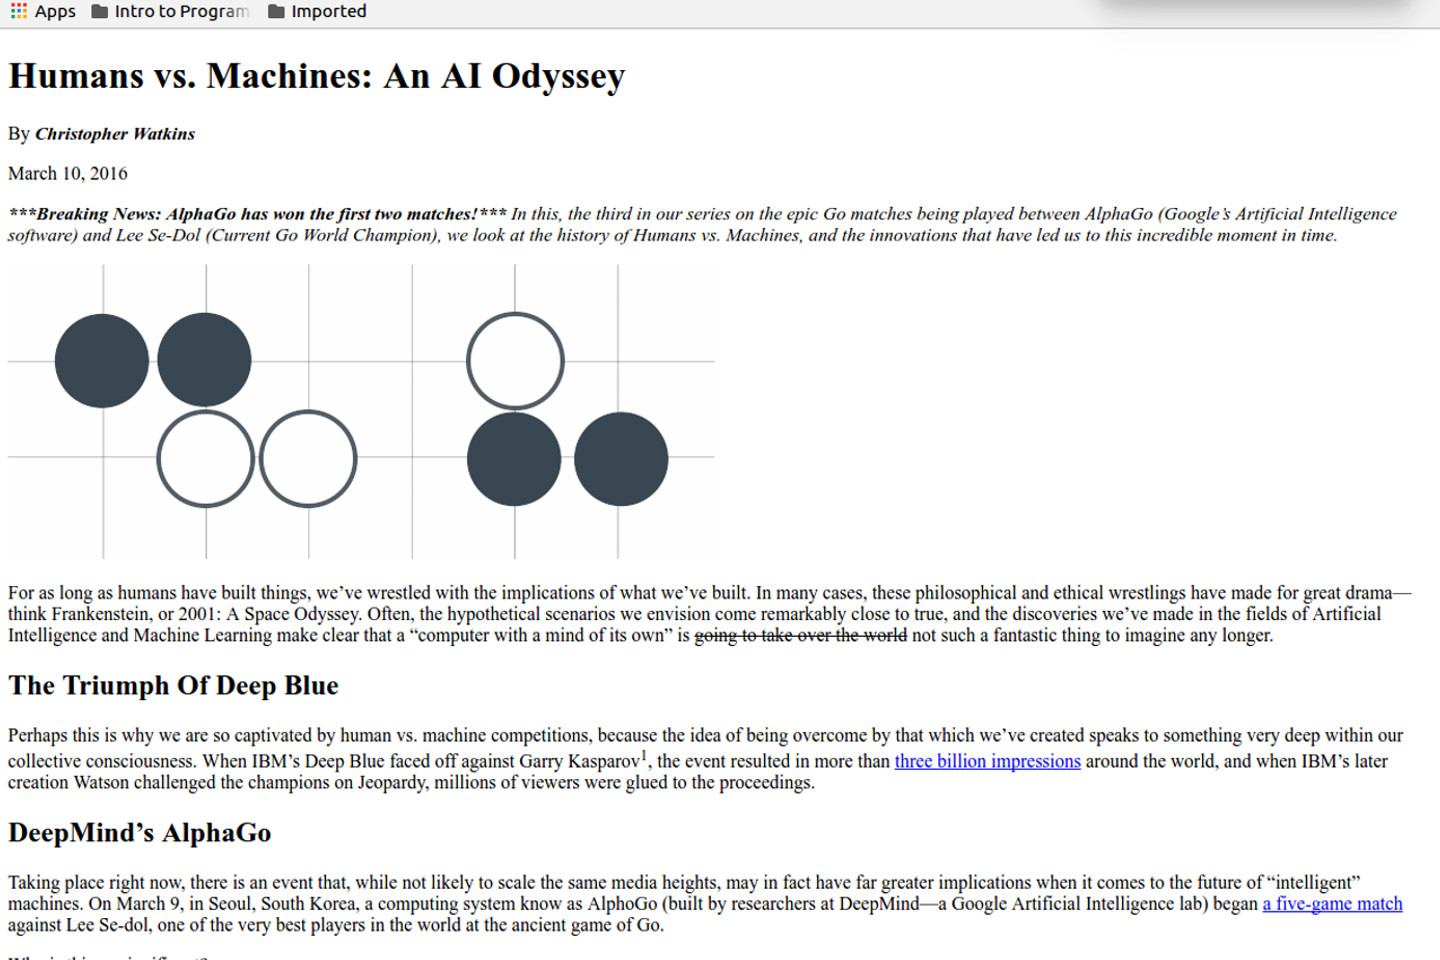 Apps Intro to Program Imported
Humans vs. Machines: An AI Odyssey
By Christopher Watkins
March 10, 2016
***Breaking News: AlphaGo has won the first two matches!*** In this, the third in our series on the epic Go matches being played between AlphaGo (Google’s Artificial Intelligence
software) and Lee Se-Dol (Current Go World Champion), we look at the history of Humans vs. Machines, and the innovations that have led us to this incredible moment in time.
For as long as humans have built things, we’ve wrestled with the implications of what we’ve built. In many cases, these philosophical and ethical wrestlings have made for great drama—
think Frankenstein, or 2001: A Space Odyssey. Often, the hypothetical scenarios we envision come remarkably close to true, and the discoveries we’ve made in the fields of Artificial
Intelligence and Machine Learning make clear that a “computer with a mind of its own” is going to take over the world not such a fantastic thing to imagine any longer.
The Triumph Of Deep Blue
Perhaps this is why we are so captivated by human vs. machine competitions, because the idea of being overcome by that which we’ve created speaks to something very deep within our
collective consciousness. When IBM’s Deep Blue faced off against Garry Kasparov1, the event resulted in more than three billion impressions around the world, and when IBM’s later
creation Watson challenged the champions on Jeopardy, millions of viewers were glued to the proceedings.
DeepMind’s AlphaGo
Taking place right now, there is an event that, while not likely to scale the same media heights, may in fact have far greater implications when it comes to the future of “intelligent”
machines. On March 9, in Seoul, South Korea, a computing system know as AlphoGo (built by researchers at DeepMind—a Google Artificial Intelligence lab) began a five-game match
against Lee Se-dol, one of the very best players in the world at the ancient game of Go.